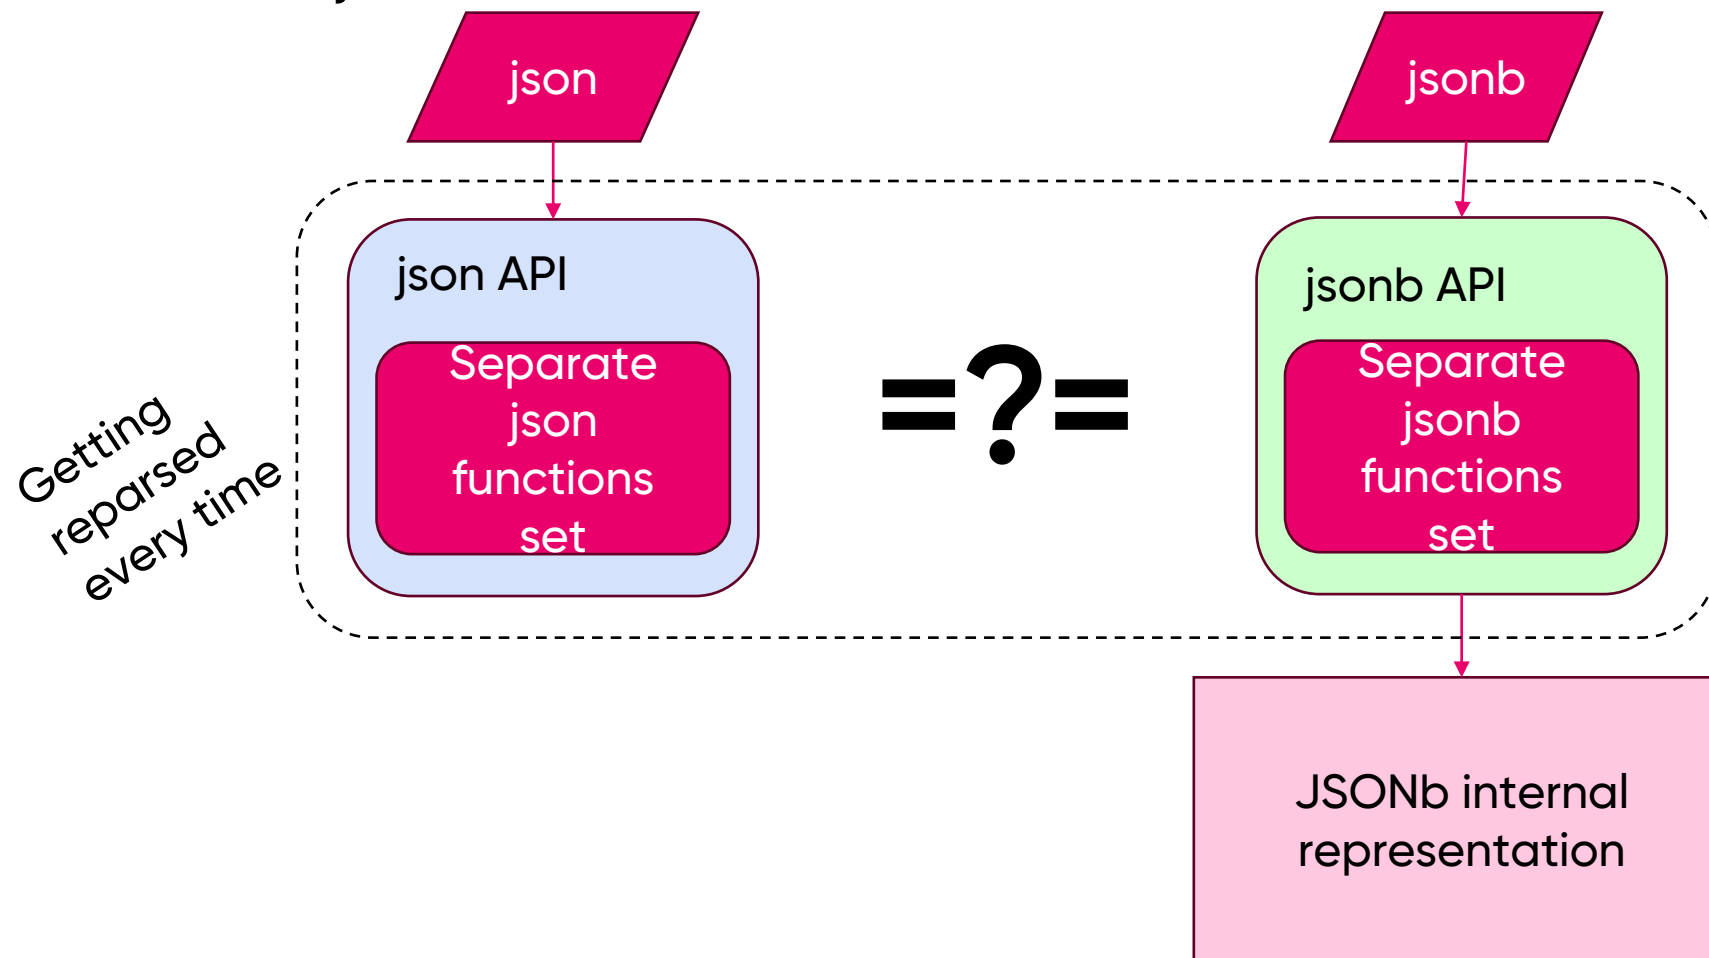 json
jsonb
json API
jsonb API
Separate
json
functions
set
=?=
Separate
jsonb
functions
set
Getting
reparsed
every time
JSONb internal
representation